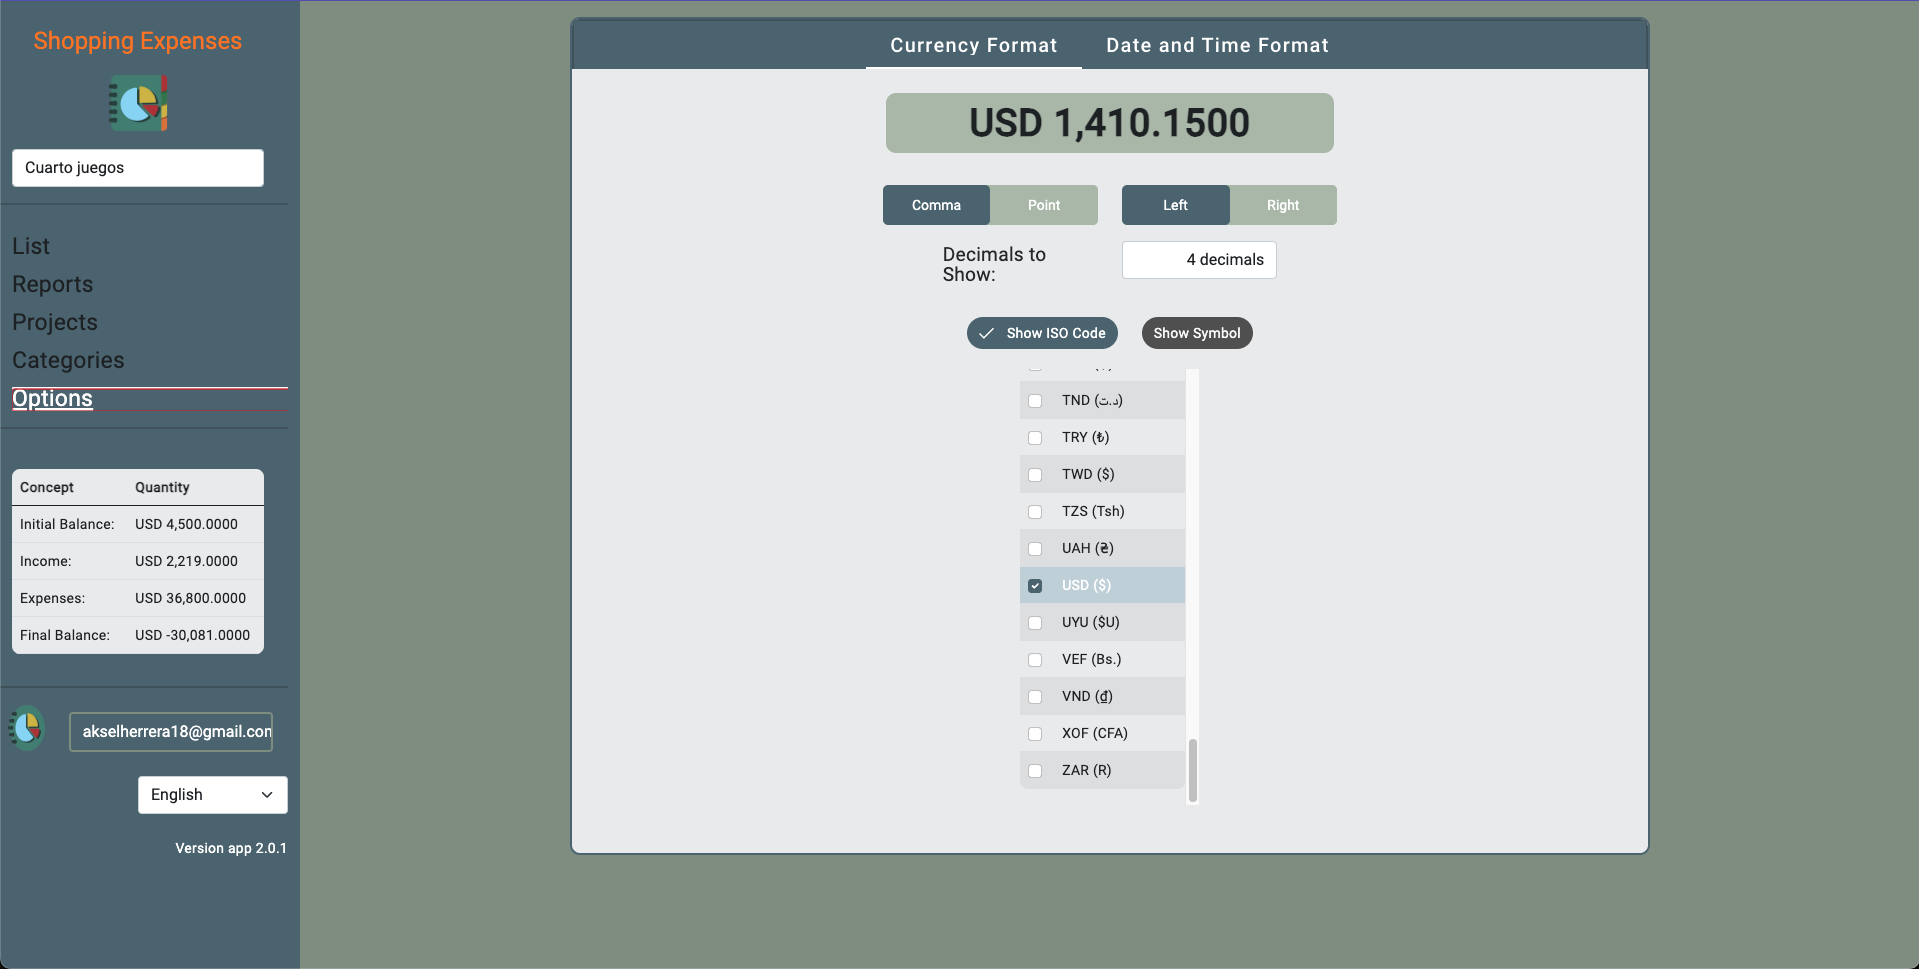 Shopping Expenses
Cuarto juegos
List
Reports
Projects
Categories
Options
Concept Quantity
Initial Balance: USD 4,500.0000
Income: USD 2,219.0000
Expenses: USD 36,800.0000
Final Balance: USD -30,081.0000
akselherrera18@gmail.con
English
Version app 2.0.1
Currency Format Date and Time Format
USD 1,410.1500
Comma Point Left Right
Decimals to
Show:
4 decimals
Show ISO Code Show Symbol
TND (د.ت)
TRY (₺)
TWD ($)
TZS (Tsh)
UAH (₴)
USD ($)
UYU ($U)
VEF (Bs.)
VND (₫)
XOF (CFA)
ZAR (R)